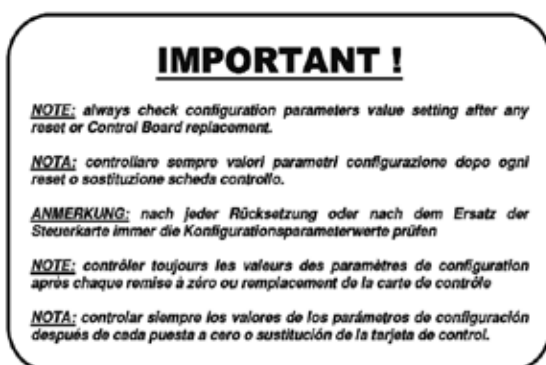 IMPORTANT !
NOTE: always check configuration parameters value setting after any
reset or Control Board replacement.
NOTA: controllare sempre valori parametri configurazione dopo ogni
reset o sostituzione scheda controllo.
ANMERKUNG: nach jeder Rücksetzung oder nach dem Ersatz der
Steuerkarte immer die Konfigurationsparameterwerte prüfen
NOTE: contrôler toujours les valeurs des paramètres de configuration
après chaque remise à zéro ou remplacement de la carte de contrôle
NOTA: controlar siempre los valores de los parámetros de configuración
después de cada puesta a cero o sustitución de la tarjeta de control.